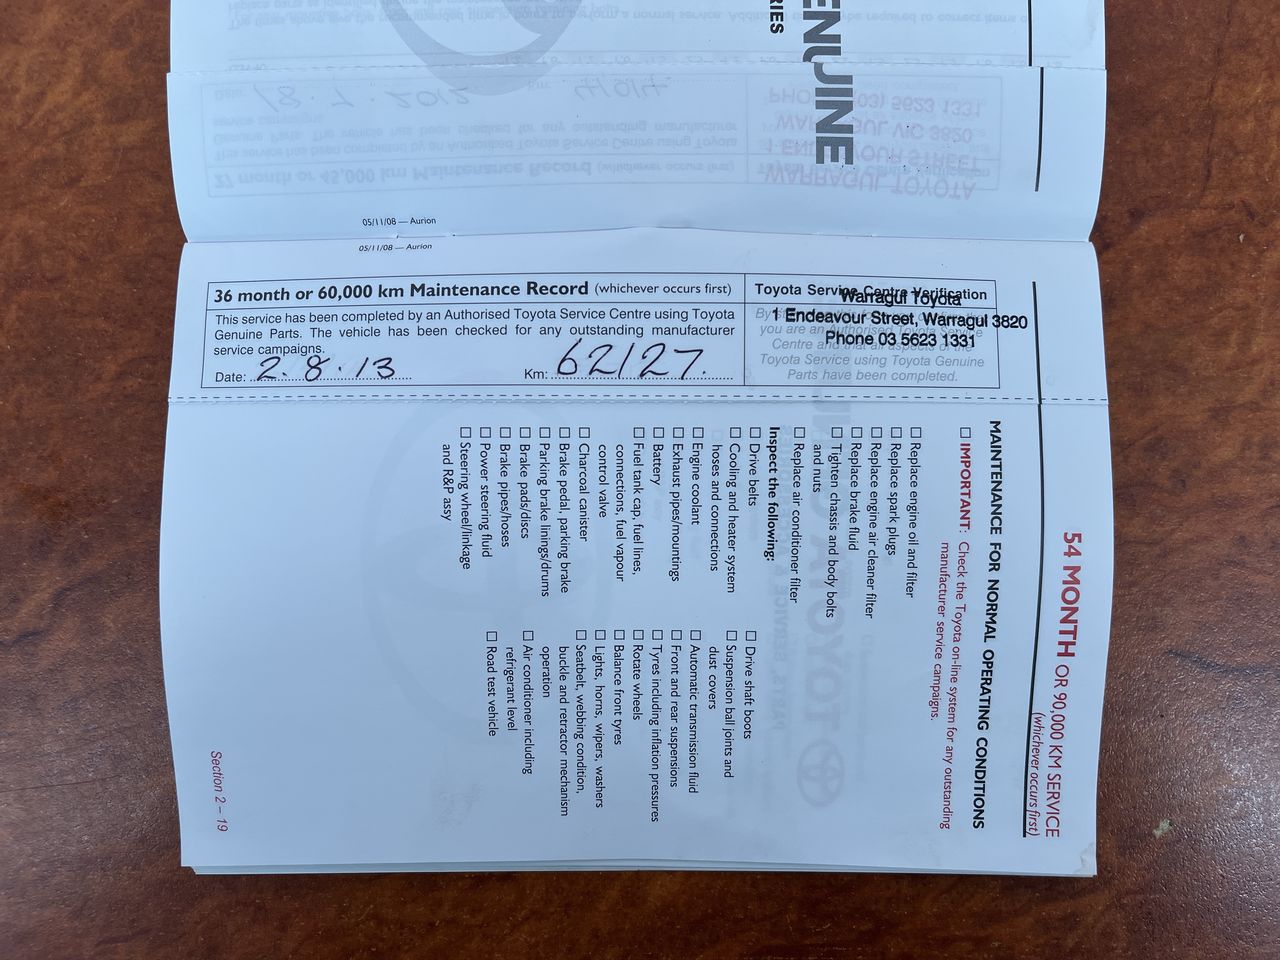 ENUINE
RIES
05/11/08 — Aurion
05/11/08 — Aurion
36 month or 60,000 km Maintenance Record (whichever occurs first)
This service has been completed by an Authorised Toyota Service Centre using Toyota
Genuine Parts. The vehicle has been checked for any outstanding manufacturer
service campaigns.
Date: 2.8.13 Km: 62127.
Toyota Service Centre Verification
Warragul Toyota
1 Endeavour Street, Warragul 3820
Phone 03 5623 1331
you are an Authorised Toyota Service
Centre and that all aspects of the
Toyota Service using Toyota Genuine
Parts have been completed.
54 MONTH OR 90,000 KM SERVICE
(whichever occurs first)
MAINTENANCE FOR NORMAL OPERATING CONDITIONS
☐ IMPORTANT: Check the Toyota on-line system for any outstanding
manufacturer service campaigns.
☐ Replace engine oil and filter
☐ Replace spark plugs
☐ Replace engine air cleaner filter
☐ Replace brake fluid
☐ Tighten chassis and body bolts
and nuts
☐ Replace air conditioner filter
Inspect the following:
☐ Drive belts
☐ Cooling and heater system
hoses and connections
☐ Engine coolant
☐ Exhaust pipes/mountings
☐ Battery
☐ Fuel tank cap, fuel lines,
connections, fuel vapour
control valve
☐ Charcoal canister
☐ Brake pedal, parking brake
☐ Parking brake linings/drums
☐ Brake pads/discs
☐ Brake pipes/hoses
☐ Power steering fluid
☐ Steering wheel/linkage
and R&P assy
☐ Drive shaft boots
☐ Suspension ball joints and
dust covers
☐ Automatic transmission fluid
☐ Front and rear suspensions
☐ Tyres including inflation pressures
☐ Rotate wheels
☐ Balance front tyres
☐ Lights, horns, wipers, washers
☐ Seatbelt, webbing condition,
buckle and retractor mechanism
operation
☐ Air conditioner including
refrigerant level
☐ Road test vehicle
Section 2 – 19